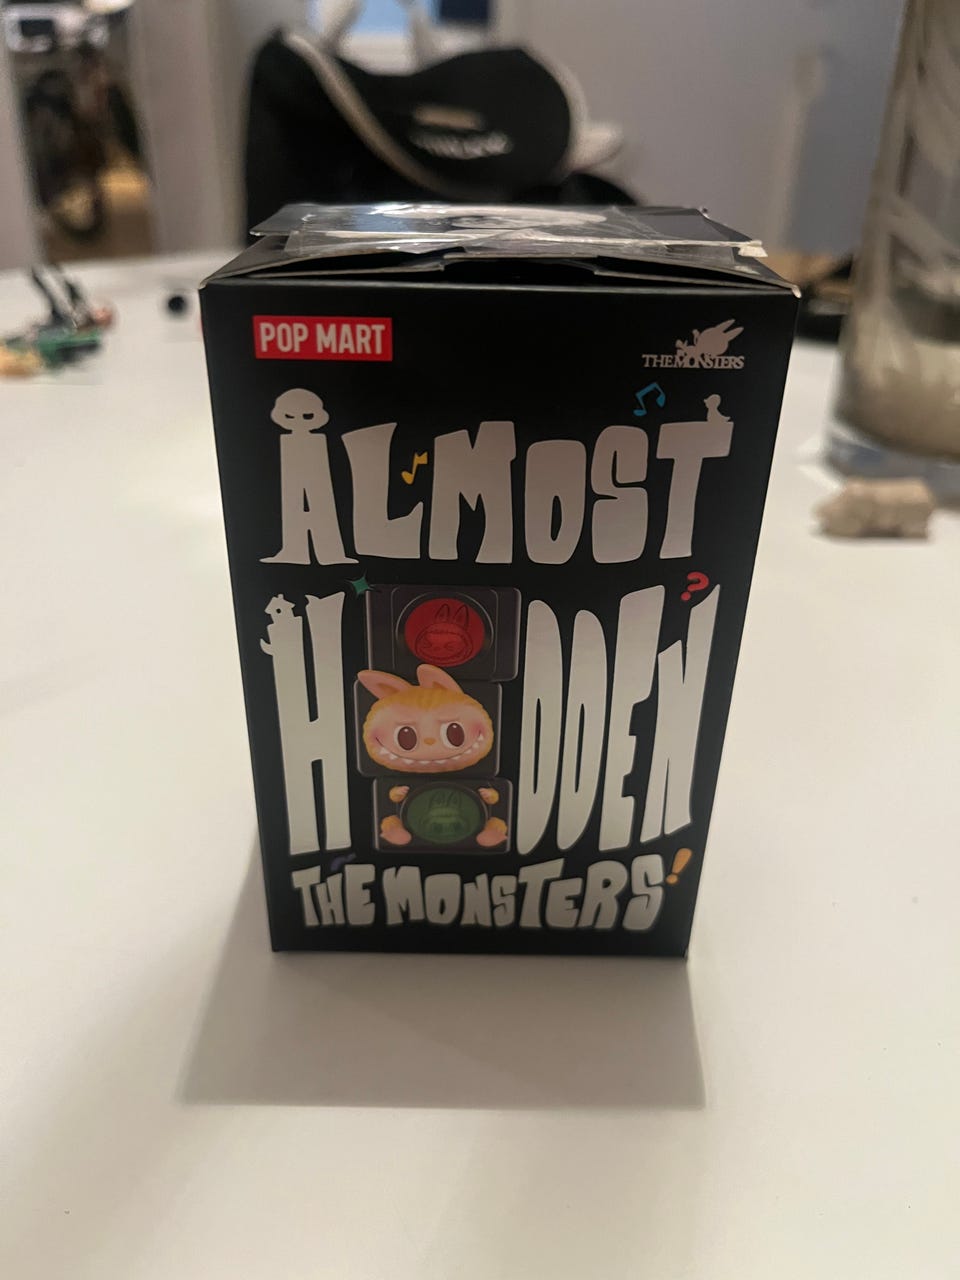 POP MART
THE MONSTERS
ALMOST
HIDDEN
THE MONSTERS!